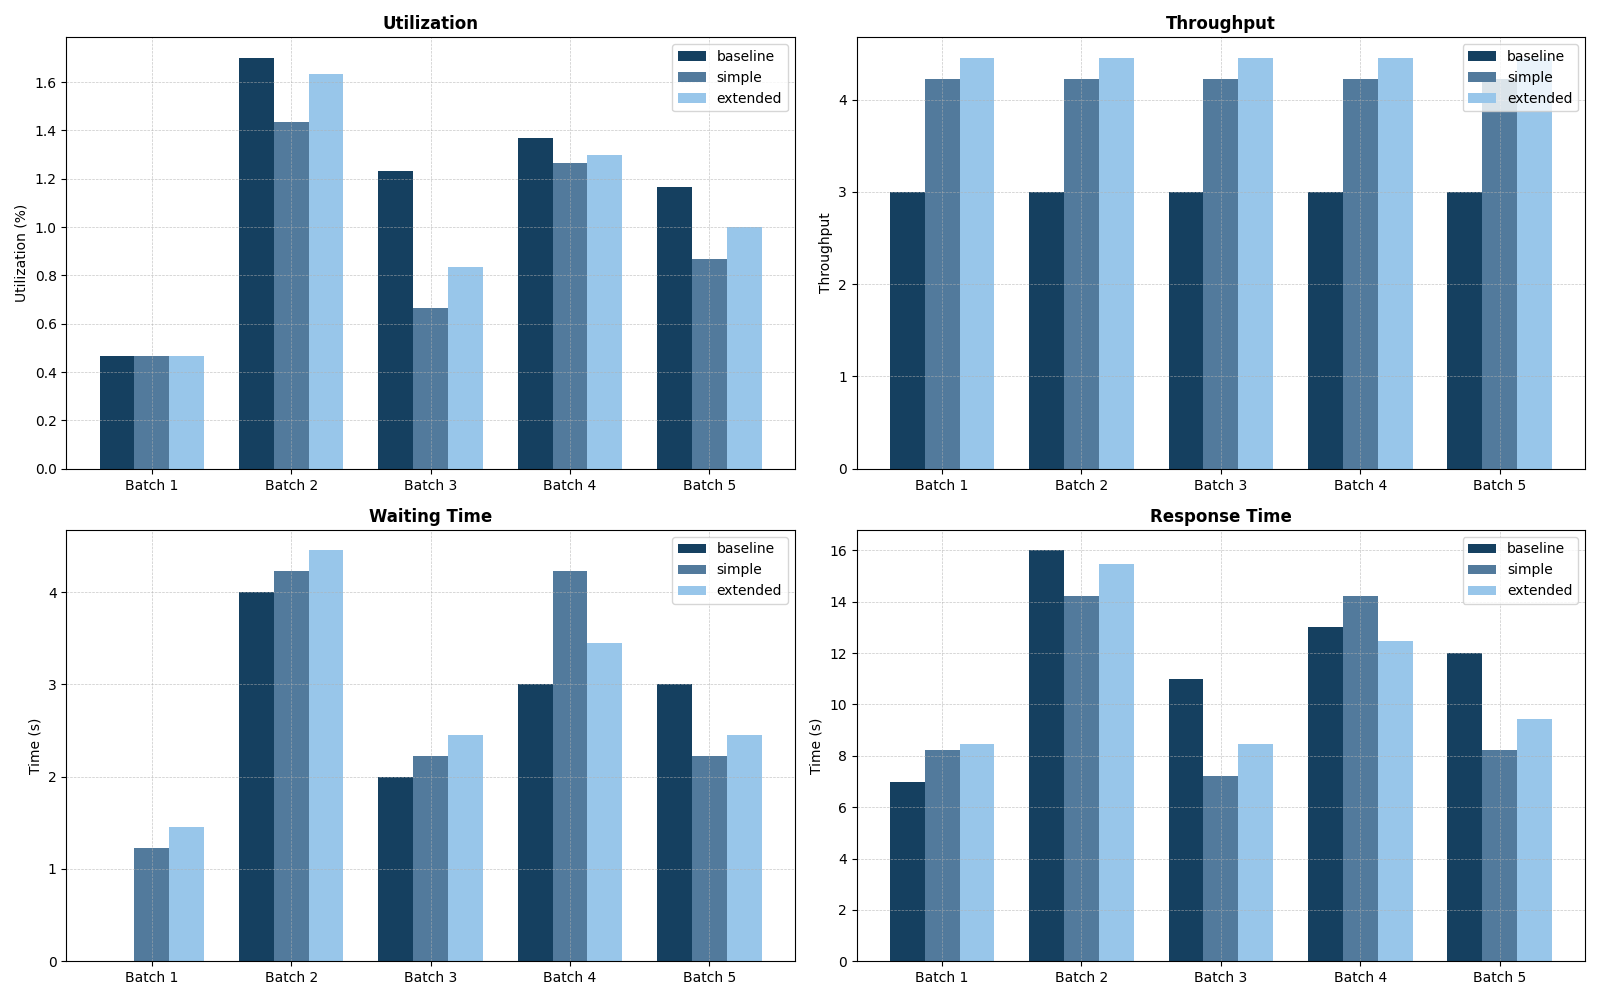 Utilization
Utilization (%)
1.6
1.4
1.2
1.0
0.8
0.6
0.4
0.2
0.0
baseline
simple
extended
Batch 1 Batch 2 Batch 3 Batch 4 Batch 5
Throughput
Throughput
4
3
2
1
0
baseline
simple
extended
Batch 1 Batch 2 Batch 3 Batch 4 Batch 5
Waiting Time
Time (s)
4
3
2
1
0
baseline
simple
extended
Batch 1 Batch 2 Batch 3 Batch 4 Batch 5
Response Time
Time (s)
16
14
12
10
8
6
4
2
0
baseline
simple
extended
Batch 1 Batch 2 Batch 3 Batch 4 Batch 5